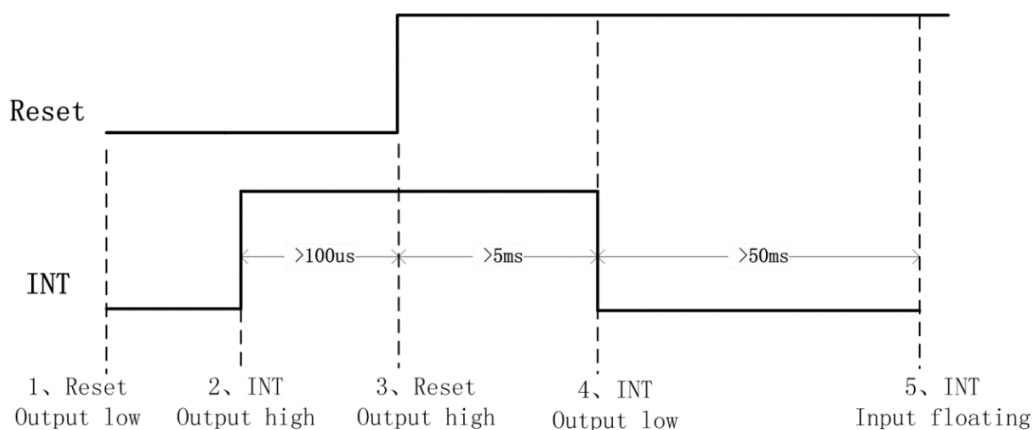 Reset
INT
>100us
>5ms
>50ms
1、Reset
Output low
2、INT
Output high
3、Reset
Output high
4、INT
Output low
5、INT
Input floating